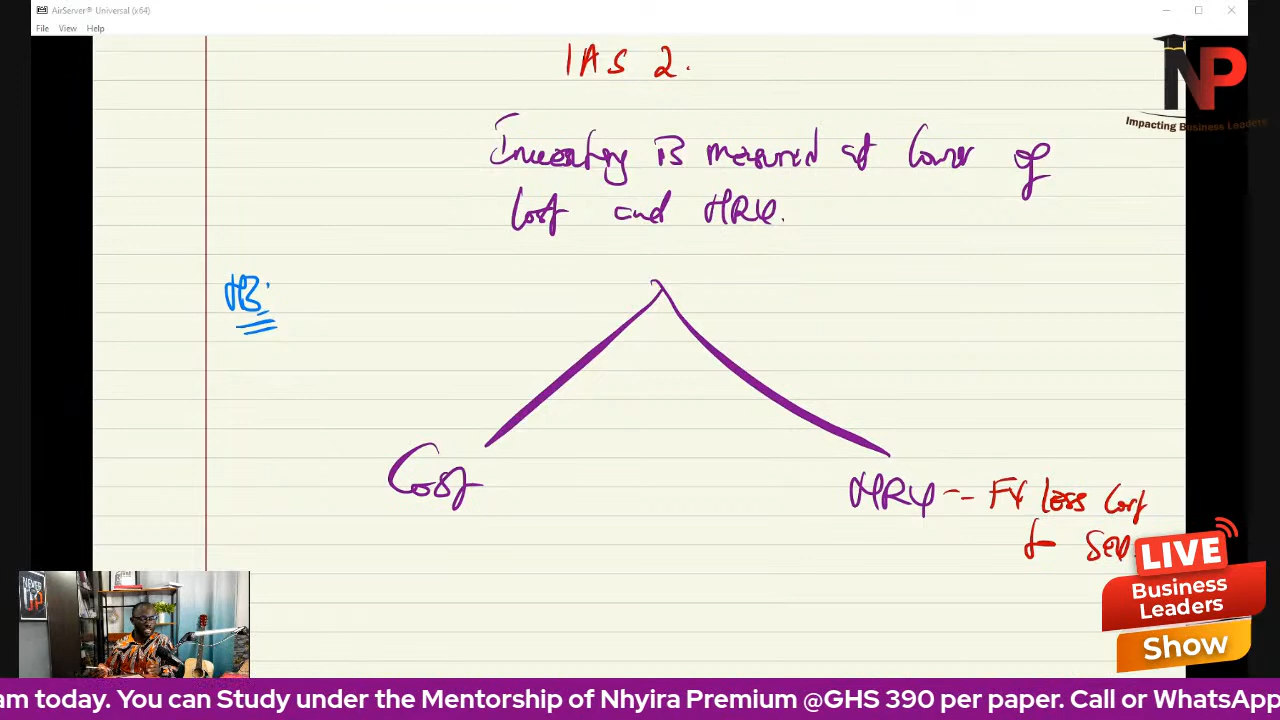 AirServer® Universal (x64)
File View Help
IAS 2.
NP
Impacting Business Leaders
Inventory is measured at lower of
Cost and NRV.
NB:
Cost
NRV -- FV less Cost
to Sell
LIVE
Business
Leaders
Show
am today. You can Study under the Mentorship of Nhyira Premium @GHS 390 per paper. Call or WhatsApp